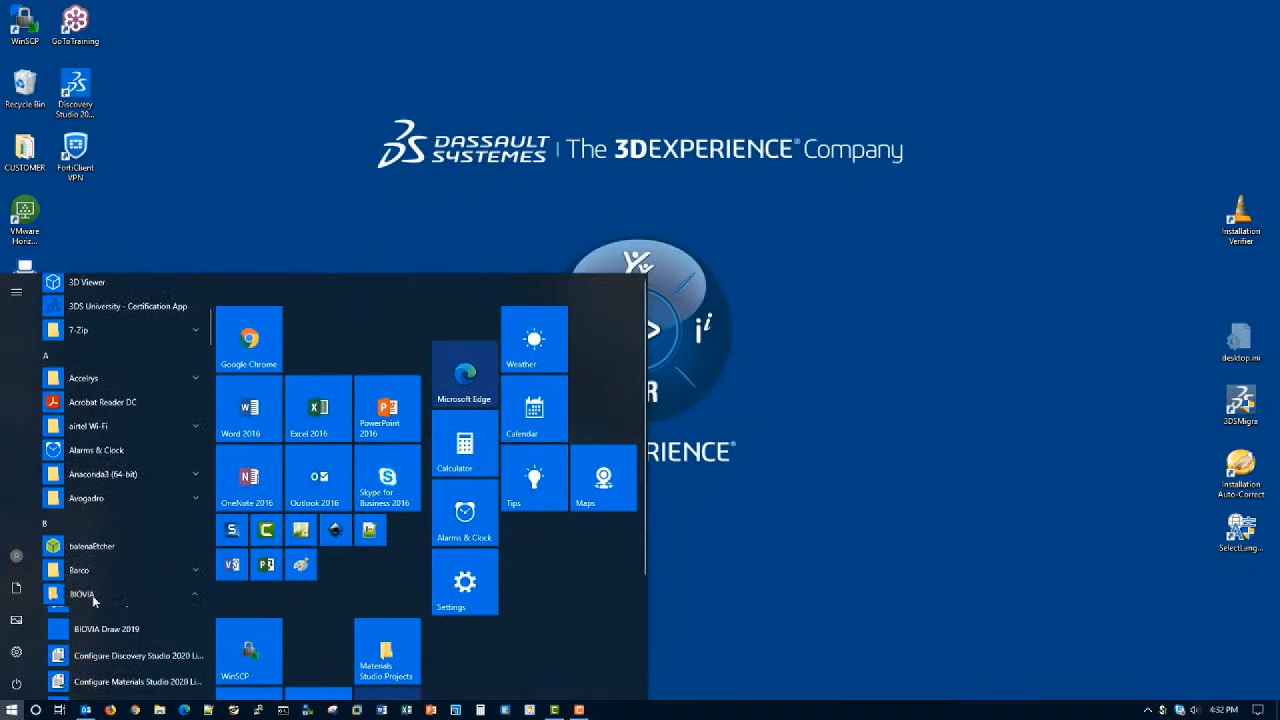 WinSCP
GoToTraining
Recycle Bin
Discovery
Studio 20...
CUSTOMER
FortiClient
VPN
VMware
Horiz...
DASSAULT
SYSTEMES
The 3DEXPERIENCE® Company
Installation
Verifier
desktop.ini
3DSMigra
Installation
Auto-Correct
SelectLang...
R
RIENCE®
3D Viewer
3DS University - Certification App
7-Zip
A
Accelrys
Acrobat Reader DC
airtel Wi-Fi
Alarms & Clock
Anaconda3 (64-bit)
Avogadro
B
balenaEtcher
Barco
BIOVIA
BIOVIA Draw 2019
Configure Discovery Studio 2020 Li...
Configure Materials Studio 2020 Li...
Google Chrome
Word 2016
Excel 2016
PowerPoint
2016
OneNote 2016
Outlook 2016
Skype for
Business 2016
WinSCP
Materials
Studio Projects
Microsoft Edge
Calculator
Alarms & Clock
Settings
Weather
Calendar
Tips
Maps
4:32 PM